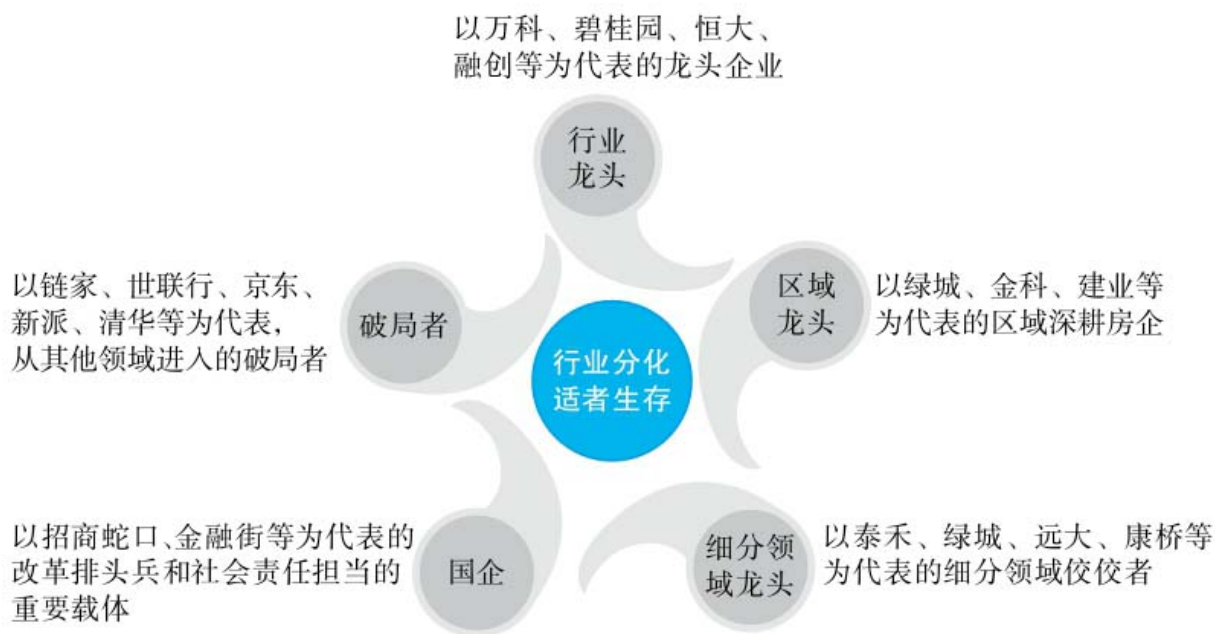 以万科、碧桂园、恒大、
融创等为代表的龙头企业
行业
龙头
以链家、世联行、京东、
新派、清华等为代表，
从其他领域进入的破局者
破局者
区域
龙头
以绿城、金科、建业等
为代表的区域深耕房企
行业分化
适者生存
以招商蛇口、金融街等为代表的
改革排头兵和社会责任担当的
重要载体
国企
细分领
域龙头
以泰禾、绿城、远大、康桥等
为代表的细分领域佼佼者